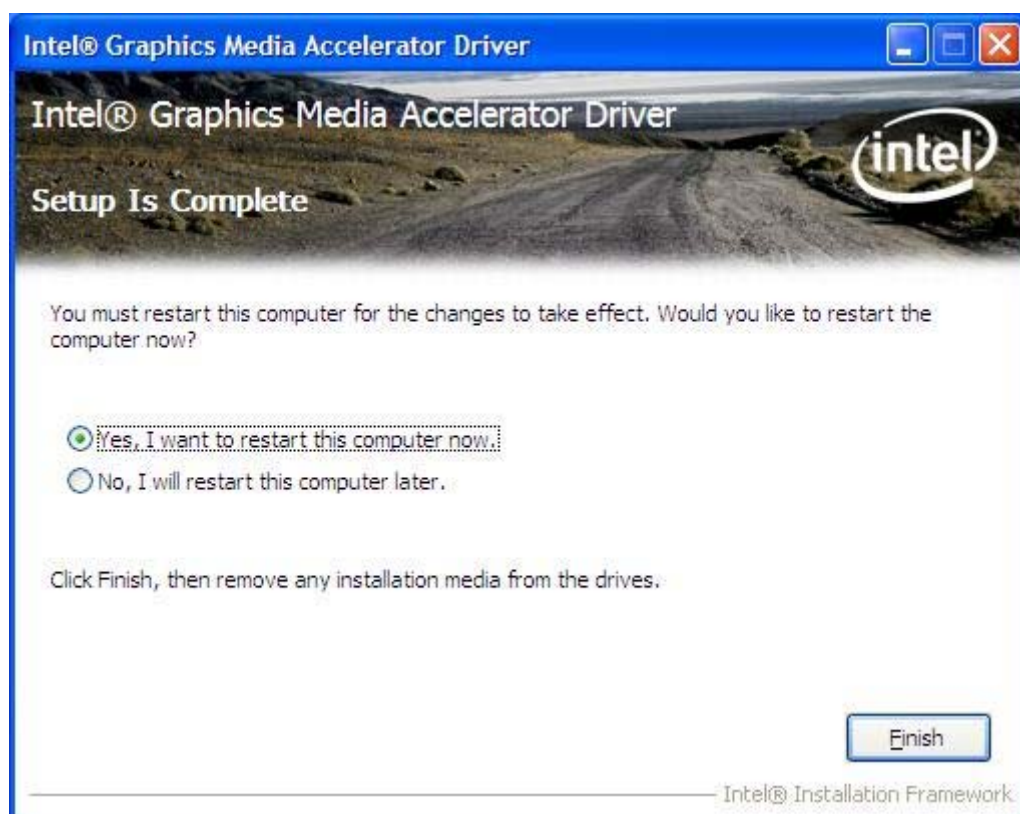 Intel® Graphics Media Accelerator Driver
Intel® Graphics Media Accelerator Driver
intel
Setup Is Complete
You must restart this computer for the changes to take effect. Would you like to restart the
computer now?
Yes, I want to restart this computer now.
No, I will restart this computer later.
Click Finish, then remove any installation media from the drives.
Finish
Intel® Installation Framework